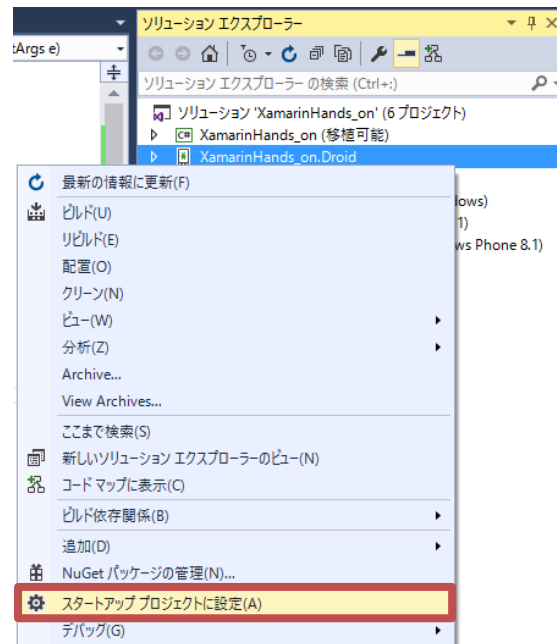 tArgs e)
ソリューション エクスプローラー
ソリューション エクスプローラー の検索 (Ctrl+:)
ソリューション 'XamarinHands_on' (6 プロジェクト)
XamarinHands_on (移植可能)
XamarinHands_on.Droid
lows)
1)
ws Phone 8.1)
最新の情報に更新(F)
ビルド(U)
リビルド(E)
配置(O)
クリーン(N)
ビュー(W)
分析(Z)
Archive...
View Archives...
ここまで検索(S)
新しいソリューション エクスプローラーのビュー(N)
コード マップに表示(C)
ビルド依存関係(B)
追加(D)
NuGet パッケージの管理(N)...
スタートアップ プロジェクトに設定(A)
デバッグ(G)